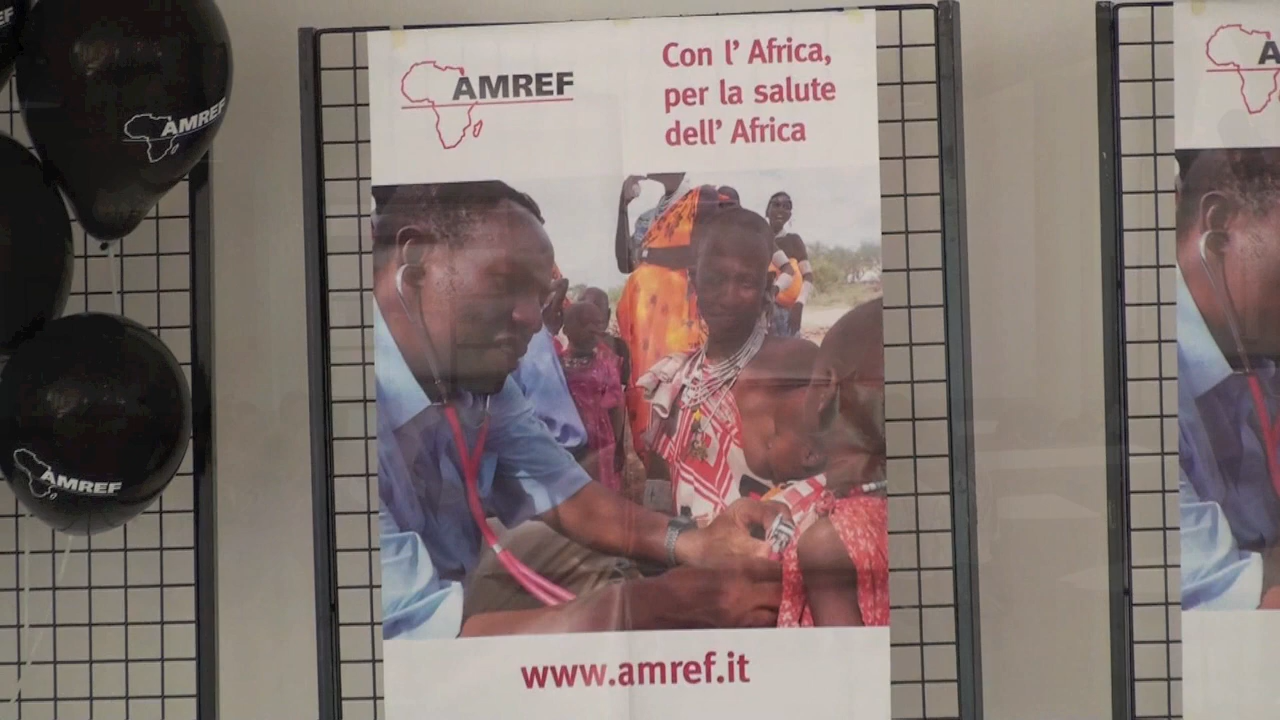 AMREF
AMREF
AMREF
Con l' Africa,
per la salute
dell' Africa
www.amref.it
A